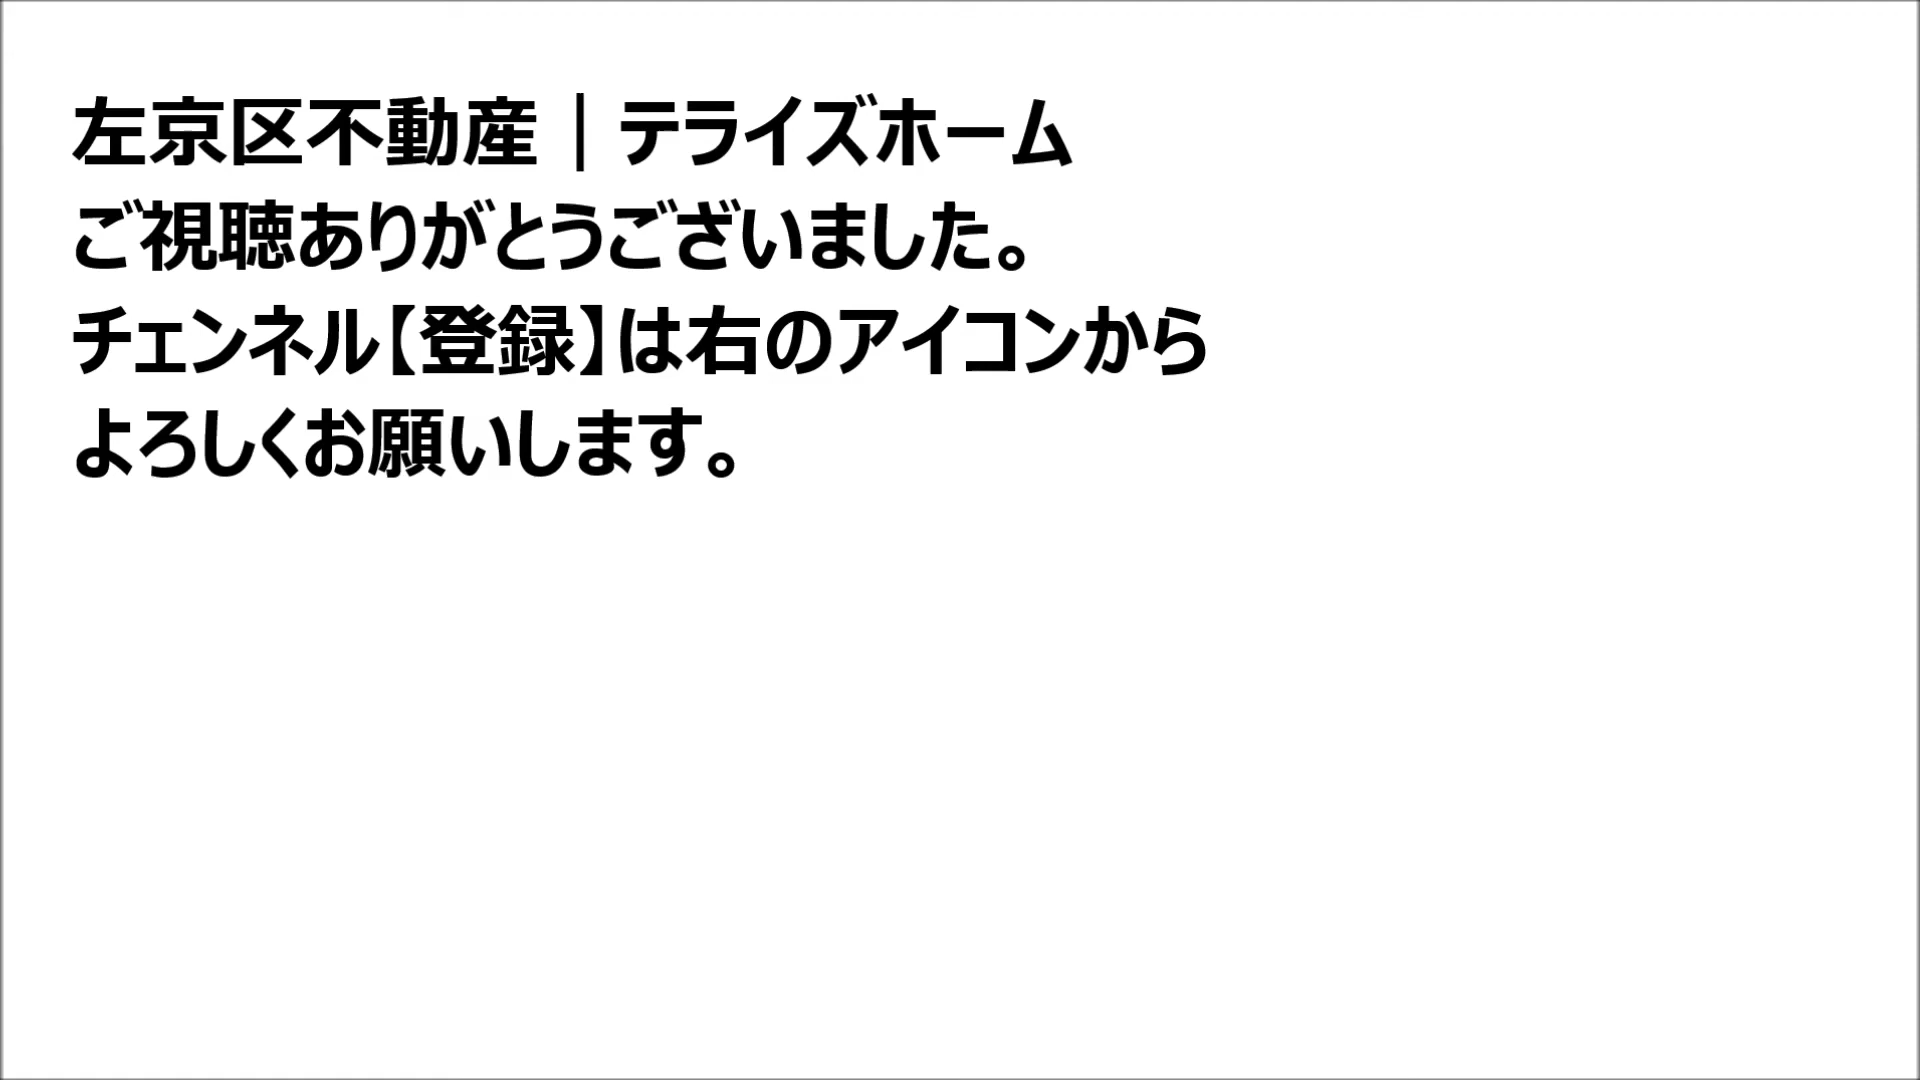 左京区不動産｜テライズホーム
ご視聴ありがとうございました。
チェンネル【登録】は右のアイコンから
よろしくお願いします。